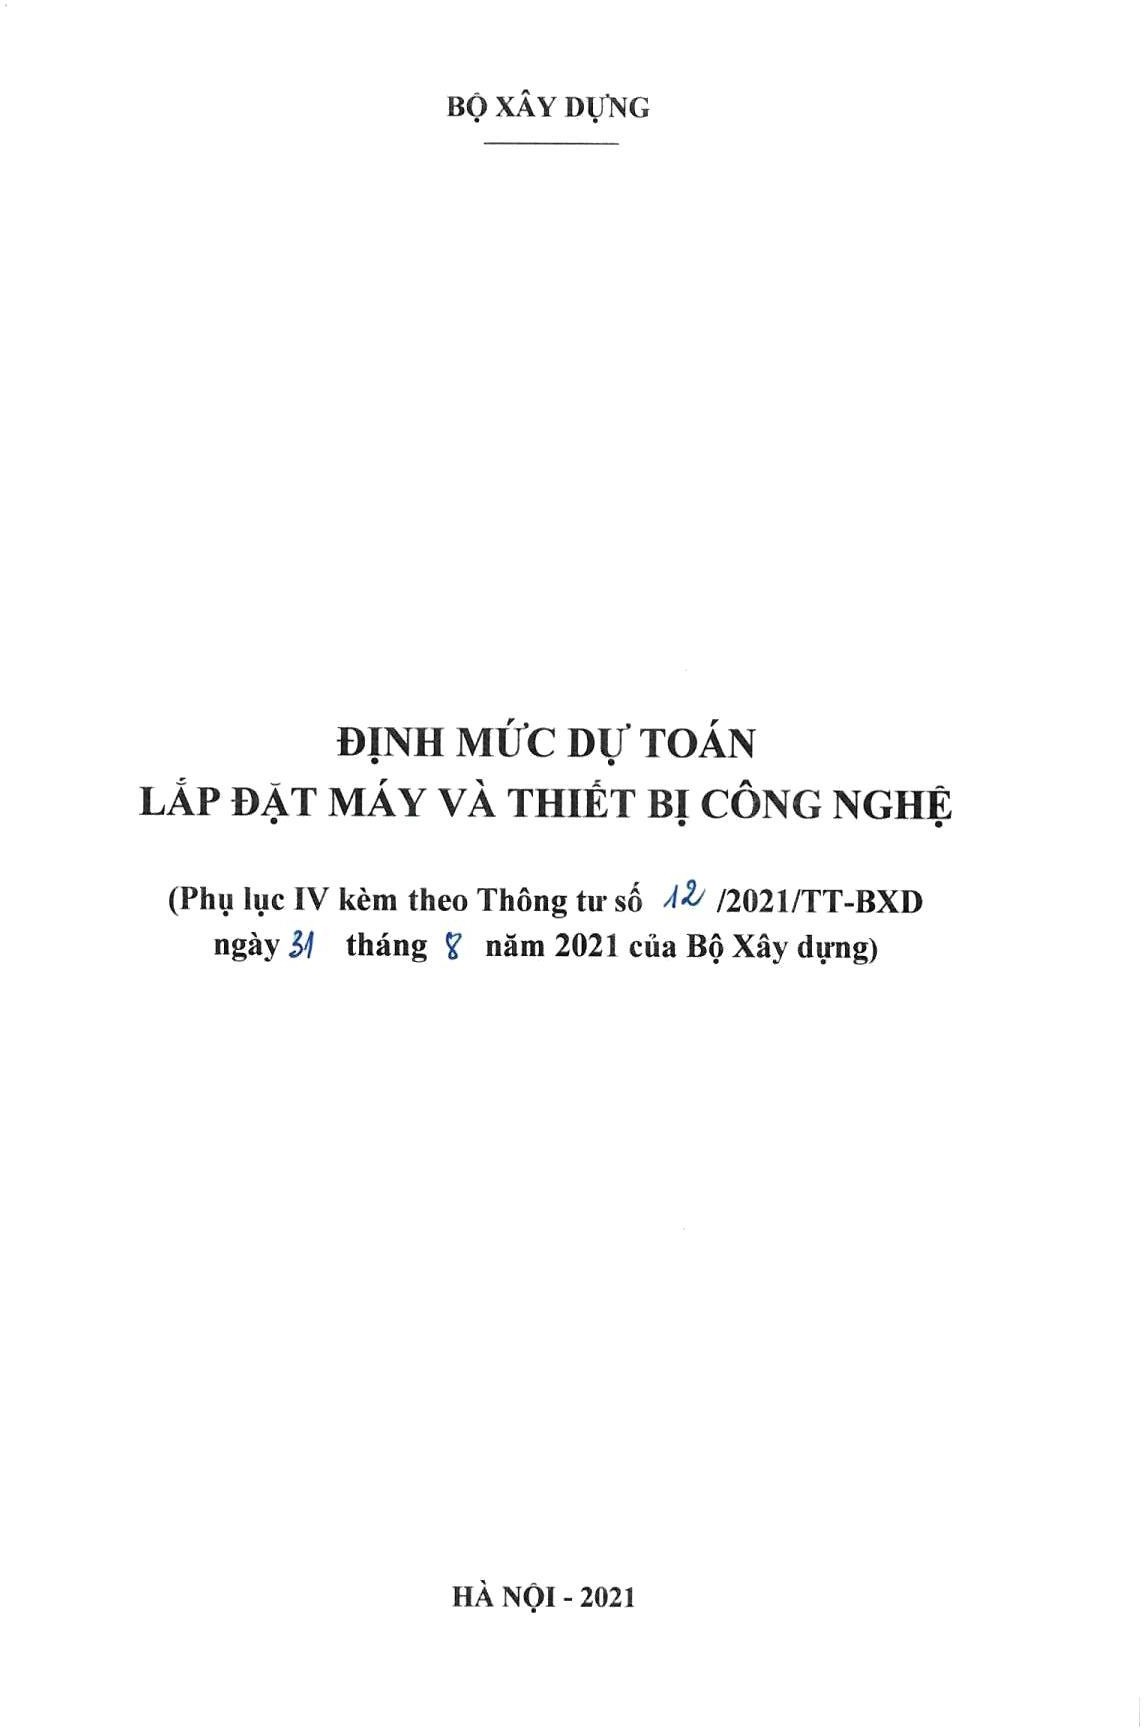 BỘ XÂY DỰNG
ĐỊNH MỨC DỰ TOÁN
LẮP ĐẶT MÁY VÀ THIẾT BỊ CÔNG NGHỆ
(Phụ lục IV kèm theo Thông tư số 12 /2021/TT-BXD
ngày 31 tháng 8 năm 2021 của Bộ Xây dựng)
HÀ NỘI - 2021